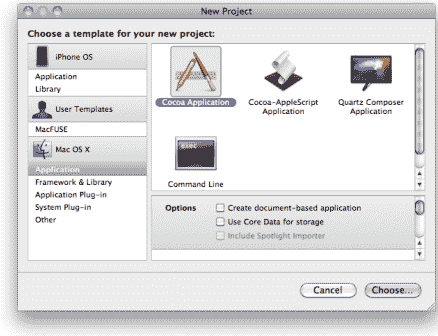 New Project
Choose a template for your new project:
iPhone OS
Application
Library
User Templates
MacFUSE
Mac OS X
Application
Framework & Library
Application Plug-in
System Plug-in
Other
Cocoa Application
Cocoa-AppleScript
Application
Quartz Composer
Application
exec
Command Line
Options
Create document-based application
Use Core Data for storage
Include Spotlight Importer
Cancel
Choose...